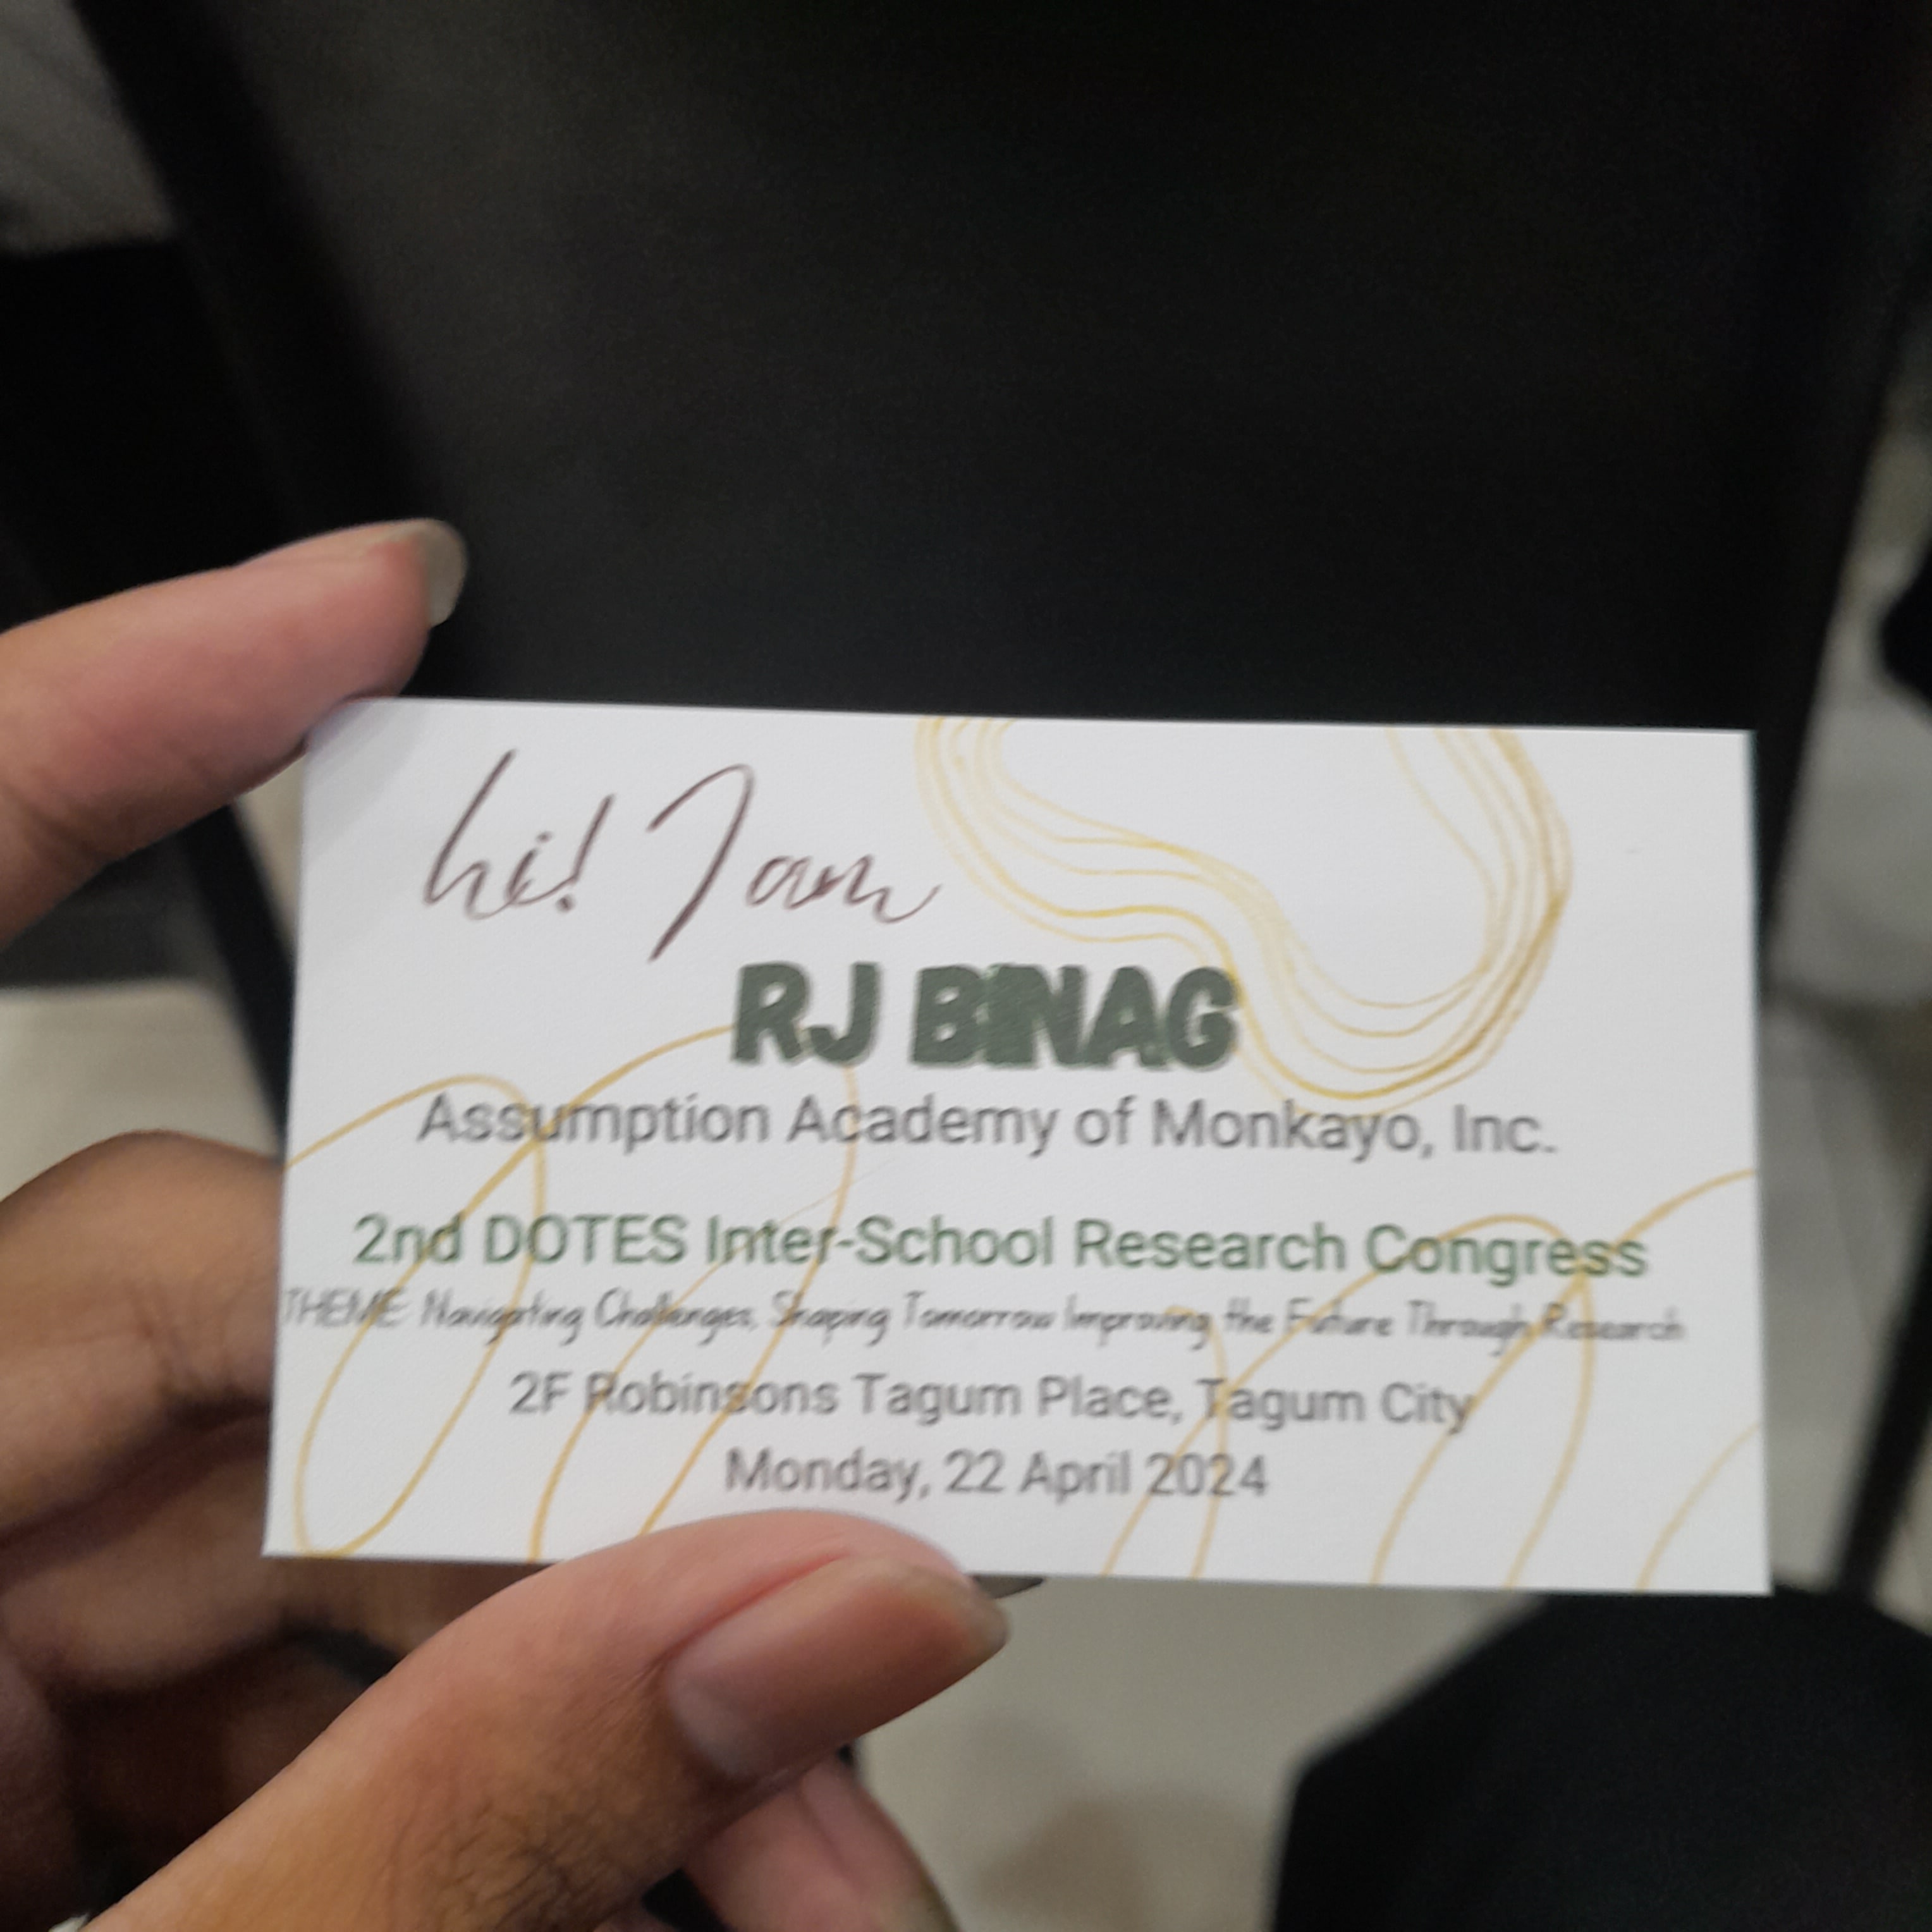 hi! I am
RJ BINAG
Assumption Academy of Monkayo, Inc.
2nd DOTES Inter-School Research Congress
THEME: Navigating Challenges, Shaping Tomorrow Improving the Future Through Research
2F Robinsons Tagum Place, Tagum City
Monday, 22 April 2024